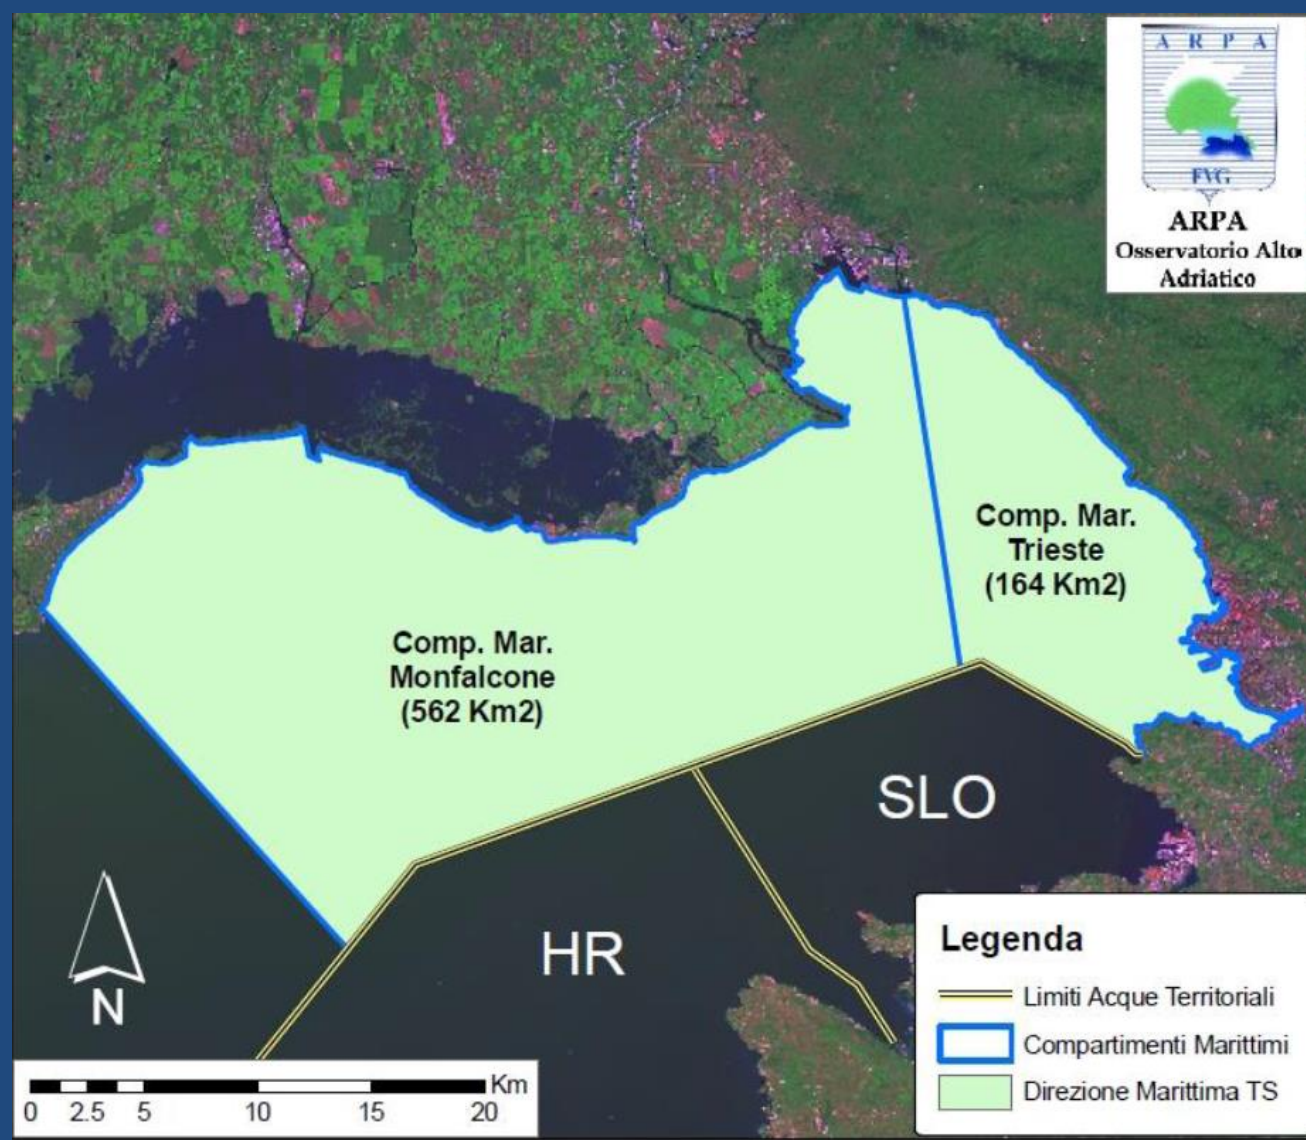 A R P A
FVG
ARPA
Osservatorio Alto
Adriatico
Comp. Mar.
Trieste
(164 Km2)
Comp. Mar.
Monfalcone
(562 Km2)
SLO
HR
N
Km
0 2.5 5 10 15 20
Legenda
Limiti Acque Territoriali
Compartimenti Marittimi
Direzione Marittima TS